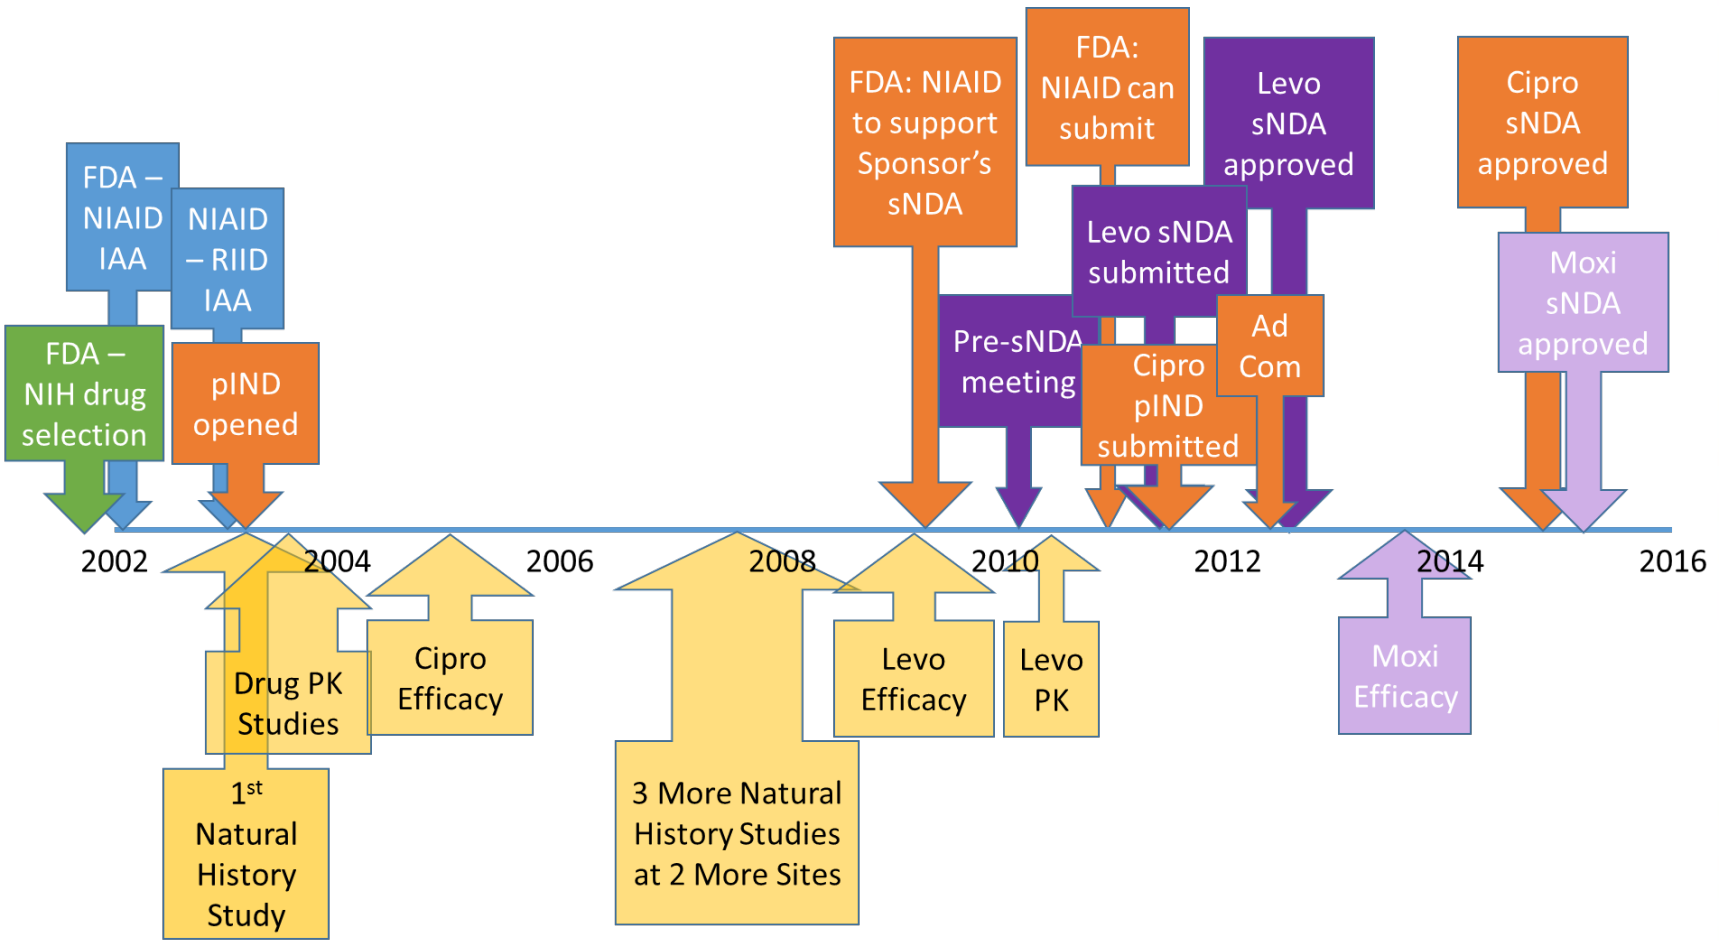 FDA –
NIAID
IAA
NIAID
– RIID
IAA
FDA –
NIH drug
selection
pIND
opened
FDA: NIAID
to support
Sponsor’s
sNDA
FDA:
NIAID can
submit
Levo
sNDA
approved
Levo sNDA
submitted
Pre-sNDA
meeting
Cipro
pIND
submitted
Ad
Com
Cipro
sNDA
approved
Moxi
sNDA
approved
2002
2004
2006
2008
2010
2012
2014
2016
Drug PK
Studies
1st
Natural
History
Study
Cipro
Efficacy
3 More Natural
History Studies
at 2 More Sites
Levo
Efficacy
Levo
PK
Moxi
Efficacy